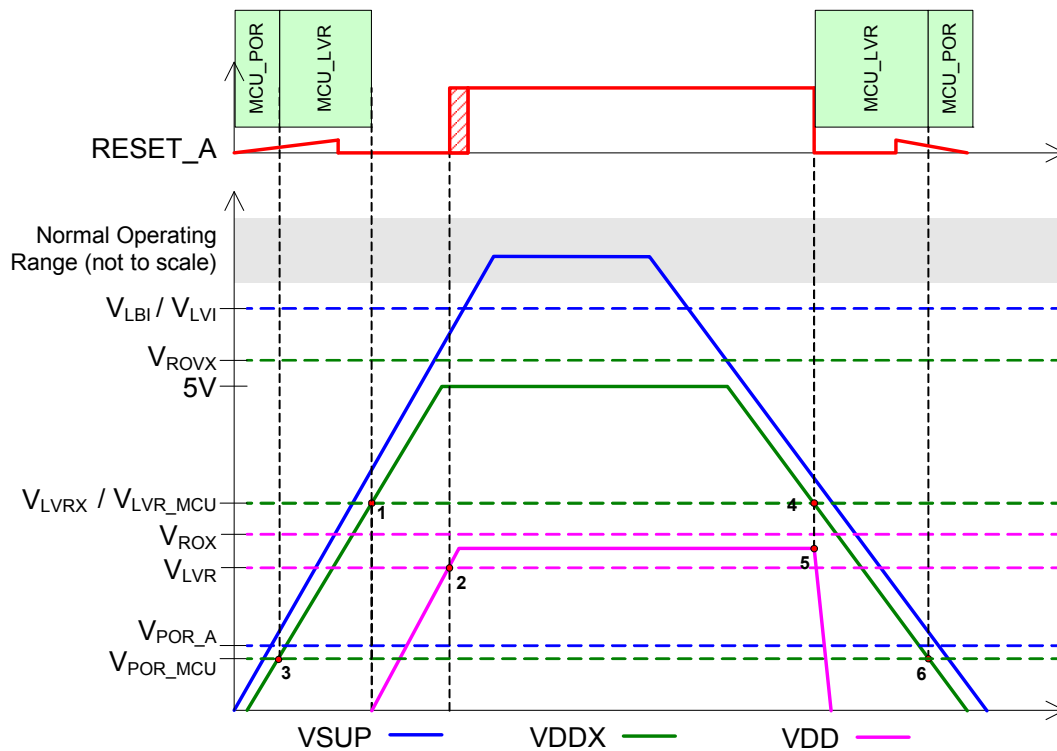 MCU_POR
MCU_LVR
MCU_LVR
MCU_POR
RESET_A
Normal Operating
Range (not to scale)
VLBI / VLVI
VROVX
5V
VLVRX / VLVR_MCU
1
4
VROX
VLVR
2
5
VPOR_A
VPOR_MCU
3
6
VSUP
VDDX
VDD